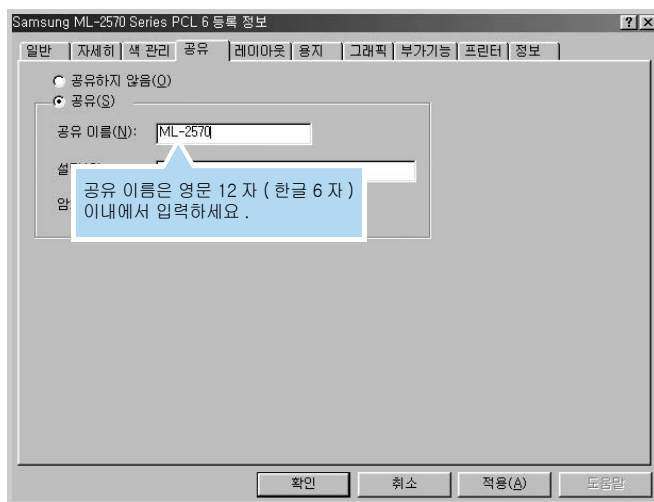 Samsung ML-2570 Series PCL 6 등록 정보
일반 자세히 색 관리 공유 레이아웃 용지 그래픽 부가기능 프린터 정보
공유하지 않음(O)
공유(S)
공유 이름(N): ML-2570
공유 이름은 영문 12 자 ( 한글 6 자 )
이내에서 입력하세요 .
확인 취소 적용(A) 도움말